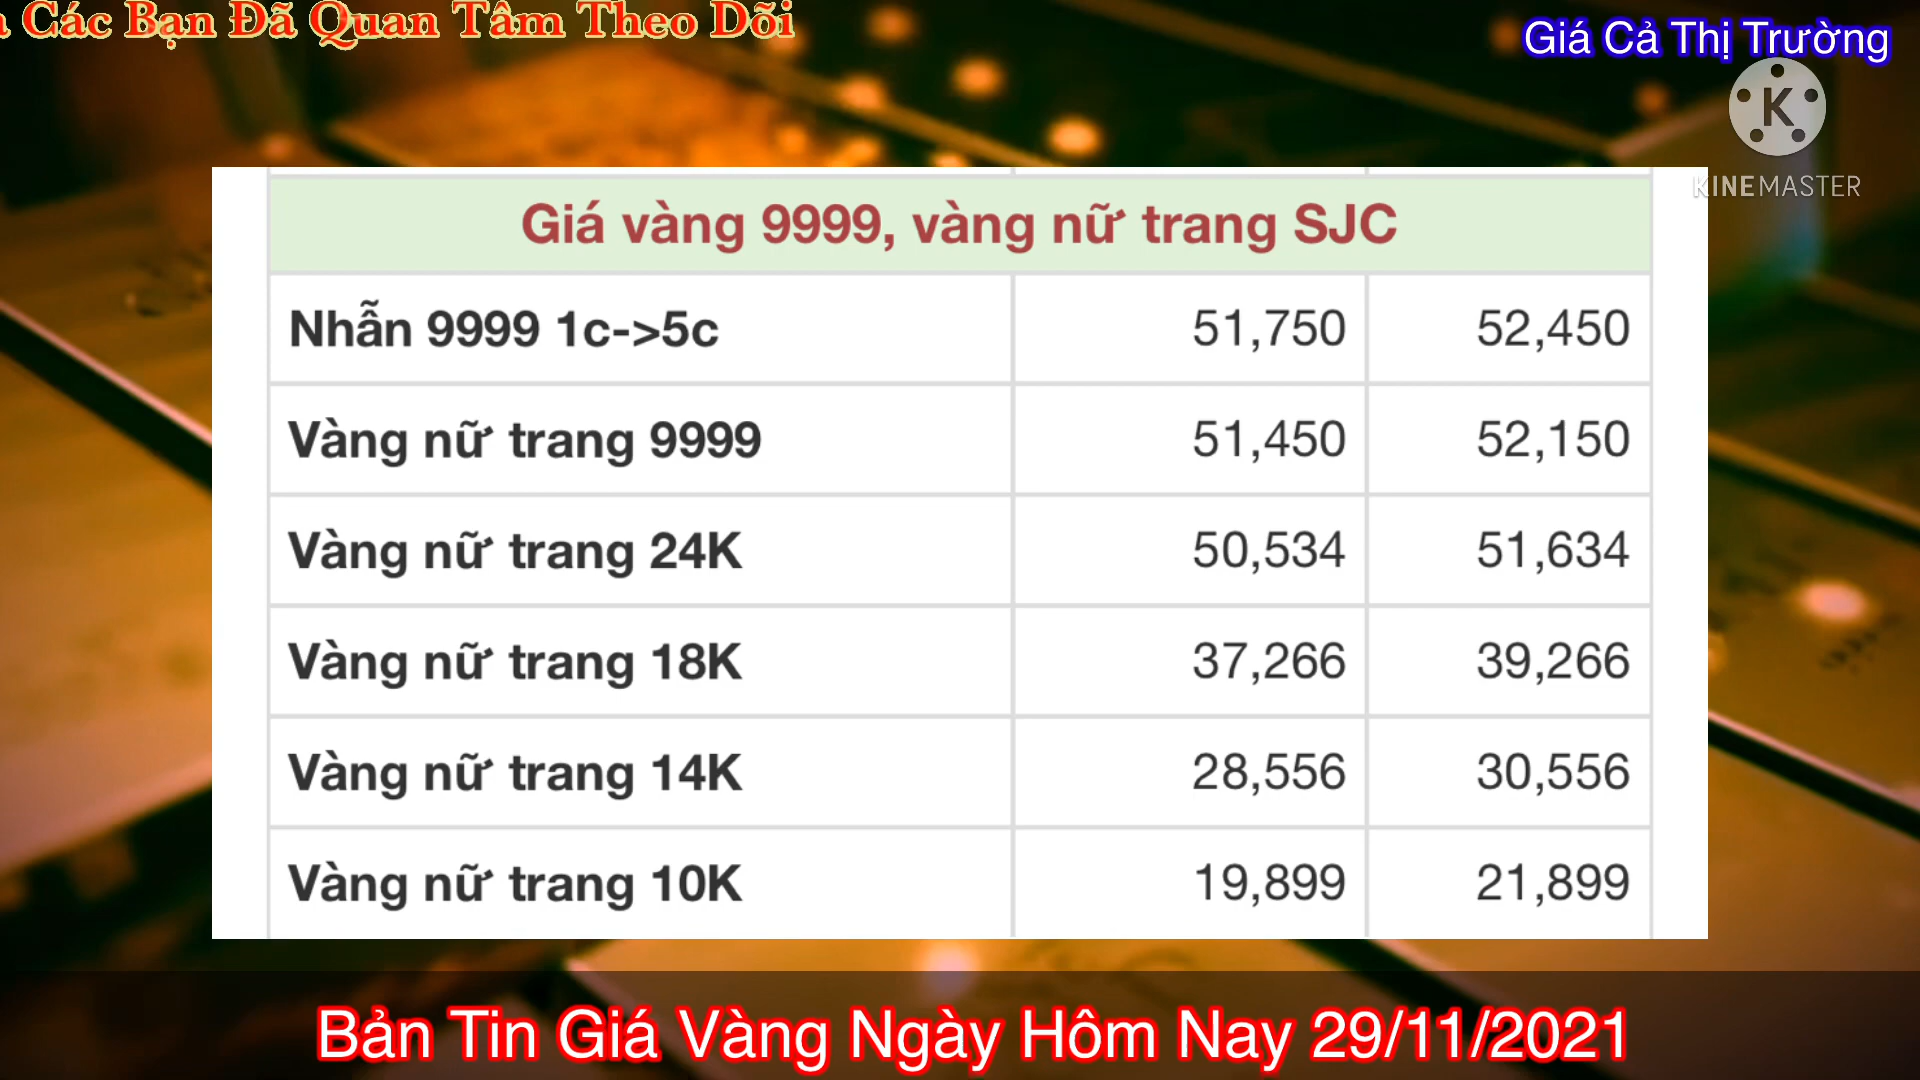 Các Bạn Đã Quan Tâm Theo Dõi
Giá Cả Thị Trường
K
KINEMASTER
Giá vàng 9999, vàng nữ trang SJC
Nhẫn 9999 1c->5c 51,750 52,450
Vàng nữ trang 9999 51,450 52,150
Vàng nữ trang 24K 50,534 51,634
Vàng nữ trang 18K 37,266 39,266
Vàng nữ trang 14K 28,556 30,556
Vàng nữ trang 10K 19,899 21,899
Bản Tin Giá Vàng Ngày Hôm Nay 29/11/2021